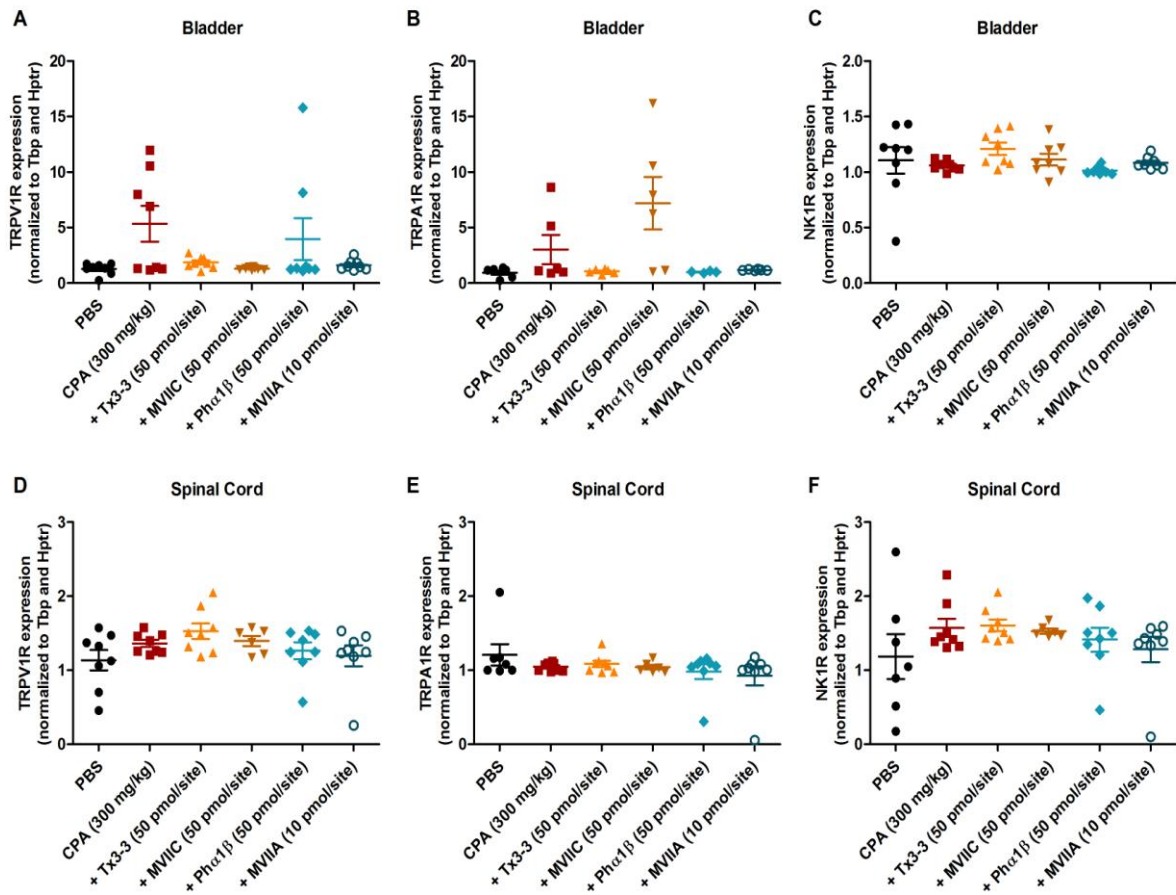 A
Bladder
TRPV1R expression
(normalized to Tbp and Hptr)
20
15
10
5
0
PBS
CPA (300 mg/kg)
+ Tx3-3 (50 pmol/site)
+ MVIIC (50 pmol/site)
+ Phα1β (50 pmol/site)
+ MVIIA (10 pmol/site)
B
Bladder
TRPA1R expression
(normalized to Tbp and Hptr)
20
15
10
5
0
PBS
CPA (300 mg/kg)
+ Tx3-3 (50 pmol/site)
+ MVIIC (50 pmol/site)
+ Phα1β (50 pmol/site)
+ MVIIA (10 pmol/site)
C
Bladder
NK1R expression
(normalized to Tbp and Hptr)
2.0
1.5
1.0
0.5
0.0
PBS
CPA (300 mg/kg)
+ Tx3-3 (50 pmol/site)
+ MVIIC (50 pmol/site)
+ Phα1β (50 pmol/site)
+ MVIIA (10 pmol/site)
D
Spinal Cord
TRPV1R expression
(normalized to Tbp and Hptr)
3
2
1
0
PBS
CPA (300 mg/kg)
+ Tx3-3 (50 pmol/site)
+ MVIIC (50 pmol/site)
+ Phα1β (50 pmol/site)
+ MVIIA (10 pmol/site)
E
Spinal Cord
TRPA1R expression
(normalized to Tbp and Hptr)
3
2
1
0
PBS
CPA (300 mg/kg)
+ Tx3-3 (50 pmol/site)
+ MVIIC (50 pmol/site)
+ Phα1β (50 pmol/site)
+ MVIIA (10 pmol/site)
F
Spinal Cord
NK1R expression
(normalized to Tbp and Hptr)
3
2
1
0
PBS
CPA (300 mg/kg)
+ Tx3-3 (50 pmol/site)
+ MVIIC (50 pmol/site)
+ Phα1β (50 pmol/site)
+ MVIIA (10 pmol/site)